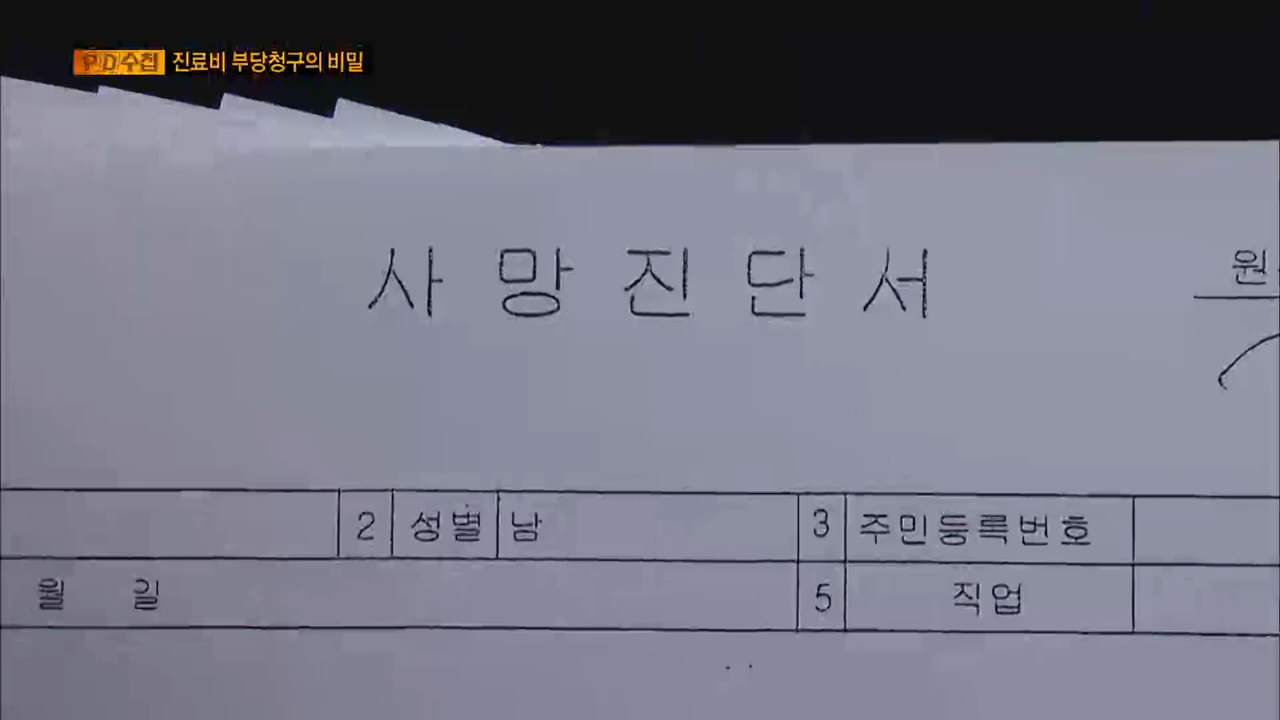 PD수첩 진료비 부당청구의 비밀
사망진단서
원
2 성별 남 3 주민등록번호
월 일 5 직업